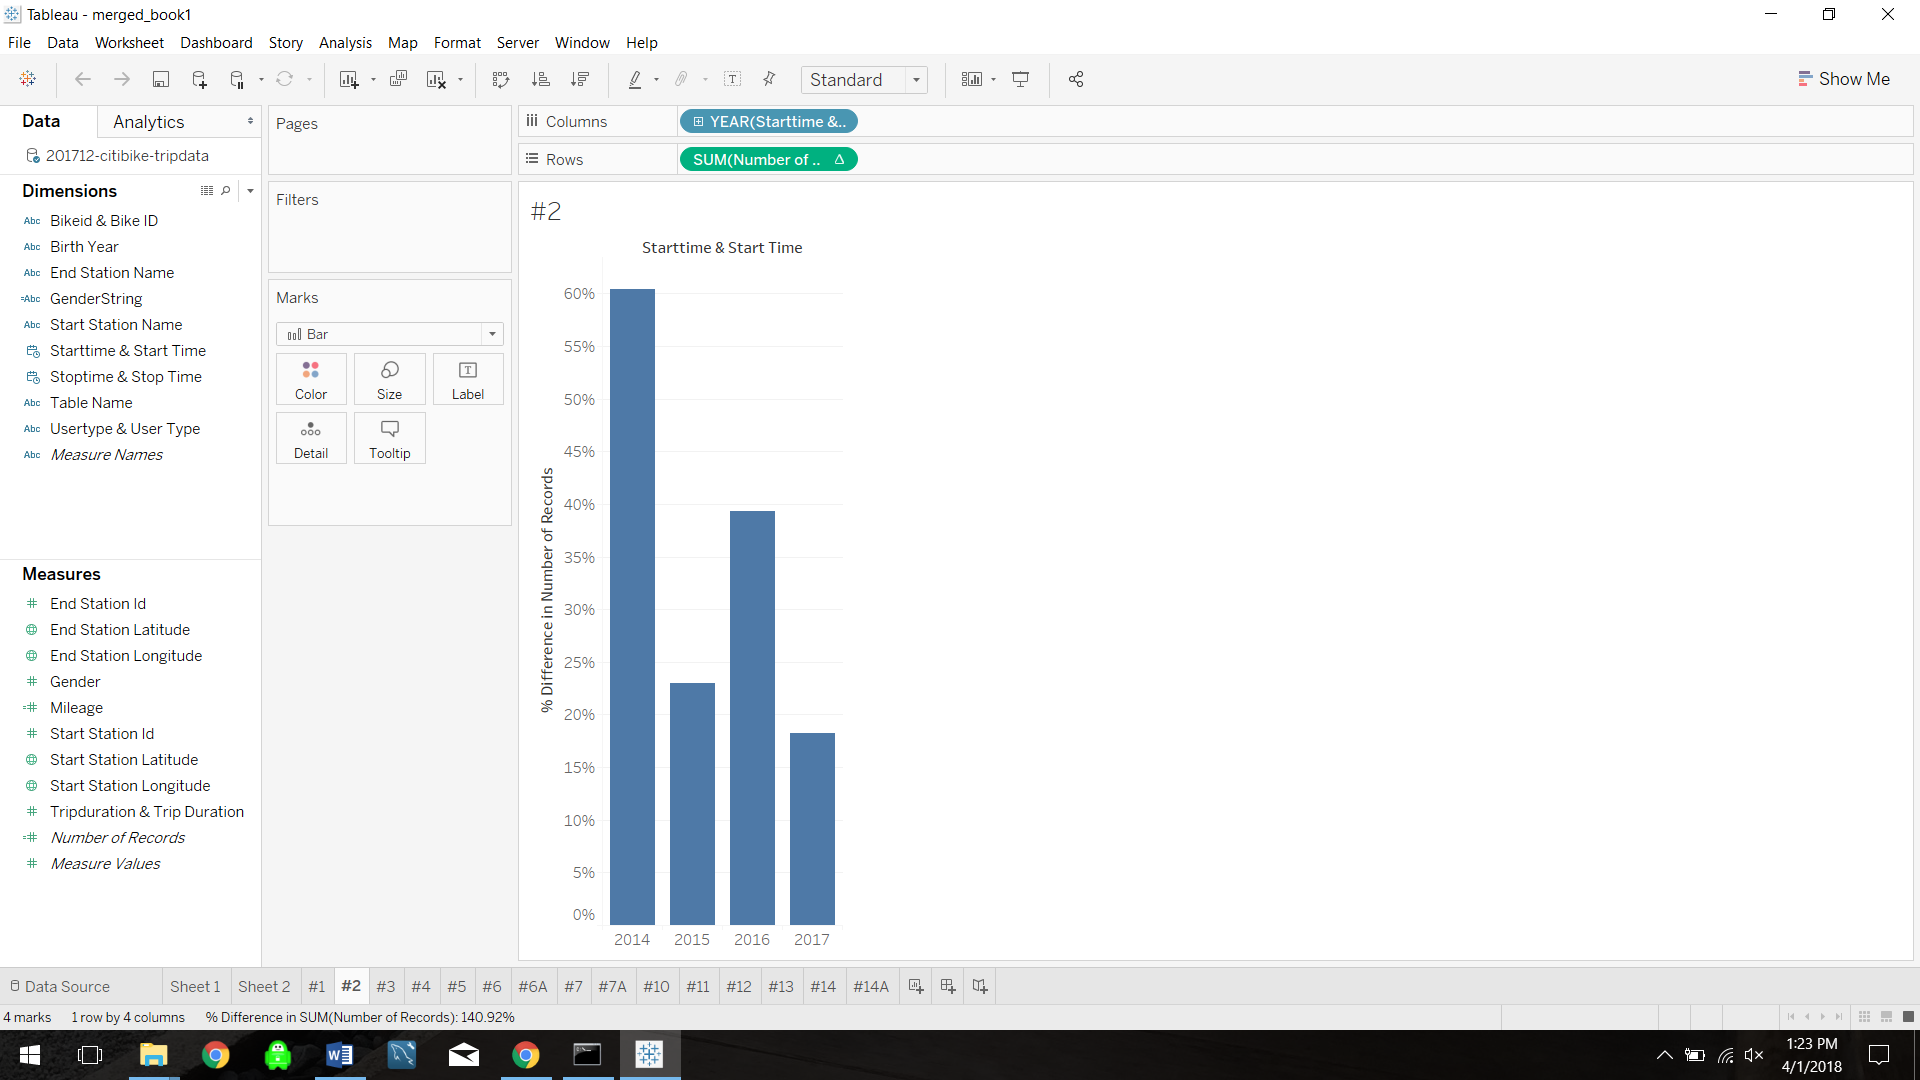 Tableau - merged_book1
File Data Worksheet Dashboard Story Analysis Map Format Server Window Help
Standard
Show Me
Data Analytics
201712-citibike-tripdata
Dimensions
Abc Bikeid & Bike ID
Abc Birth Year
Abc End Station Name
=Abc GenderString
Abc Start Station Name
Starttime & Start Time
Stoptime & Stop Time
Abc Table Name
Abc Usertype & User Type
Abc Measure Names
Measures
# End Station Id
End Station Latitude
End Station Longitude
# Gender
=# Mileage
# Start Station Id
Start Station Latitude
Start Station Longitude
# Tripduration & Trip Duration
=# Number of Records
# Measure Values
Pages
Filters
Marks
Bar
Color Size Label
Detail Tooltip
Columns YEAR(Starttime &..
Rows SUM(Number of .. Δ
#2
Starttime & Start Time
% Difference in Number of Records
60%
55%
50%
45%
40%
35%
30%
25%
20%
15%
10%
5%
0%
2014 2015 2016 2017
Data Source Sheet 1 Sheet 2 #1 #2 #3 #4 #5 #6 #6A #7 #7A #10 #11 #12 #13 #14 #14A
4 marks 1 row by 4 columns % Difference in SUM(Number of Records): 140.92%
1:23 PM
4/1/2018